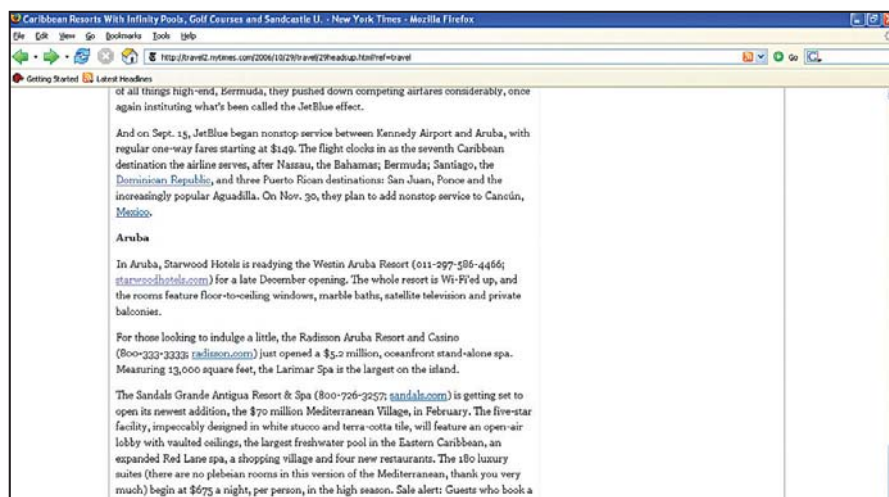 Caribbean Resorts With Infinity Pools, Golf Courses and Sandcastle U. - New York Times - Mozilla Firefox
File Edit View Go Bookmarks Tools Help
http://travel2.nytimes.com/2006/10/29/travel/29headsup.html?ref=travel Go
Getting Started Latest Headlines
of all things high-end, Bermuda, they pushed down competing airfares considerably, once
again instituting what's been called the JetBlue effect.
And on Sept. 15, JetBlue began nonstop service between Kennedy Airport and Aruba, with
regular one-way fares starting at $149. The flight clocks in as the seventh Caribbean
destination the airline serves, after Nassau, the Bahamas; Bermuda; Santiago, the
Dominican Republic, and three Puerto Rican destinations: San Juan, Ponce and the
increasingly popular Aguadilla. On Nov. 30, they plan to add nonstop service to Cancún,
Mexico.
Aruba
In Aruba, Starwood Hotels is readying the Westin Aruba Resort (011-297-586-4466;
starwoodhotels.com) for a late December opening. The whole resort is Wi-Fi'ed up, and
the rooms feature floor-to-ceiling windows, marble baths, satellite television and private
balconies.
For those looking to indulge a little, the Radisson Aruba Resort and Casino
(800-333-3333; radisson.com) just opened a $5.2 million, oceanfront stand-alone spa.
Measuring 13,000 square feet, the Larimar Spa is the largest on the island.
The Sandals Grande Antigua Resort & Spa (800-726-3257; sandals.com) is getting set to
open its newest addition, the $70 million Mediterranean Village, in February. The five-star
facility, impeccably designed in white stucco and terra-cotta tile, will feature an open-air
lobby with vaulted ceilings, the largest freshwater pool in the Eastern Caribbean, an
expanded Red Lane spa, a shopping village and four new restaurants. The 180 luxury
suites (there are no plebeian rooms in this version of the Mediterranean, thank you very
much) begin at $675 a night, per person, in the high season. Sale alert: Guests who book a